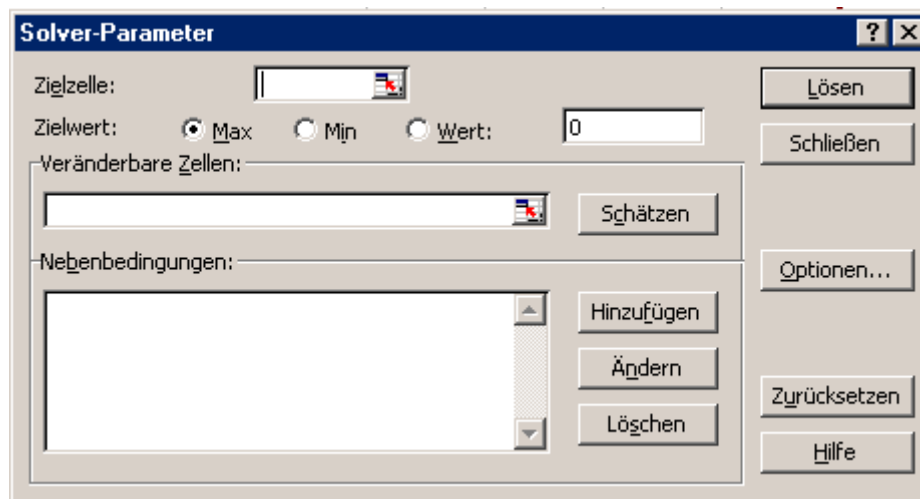 Solver-Parameter
Zielzelle:
Lösen
Zielwert:
Max
Min
Wert:
0
Schließen
Veränderbare Zellen:
Schätzen
Nebenbedingungen:
Optionen...
Hinzufügen
Ändern
Zurücksetzen
Löschen
Hilfe